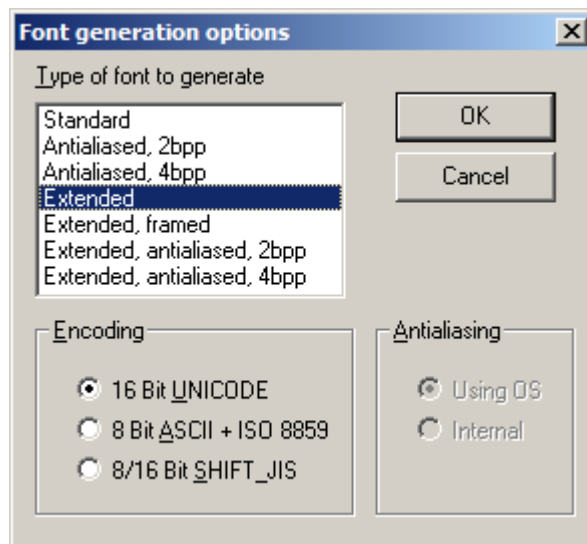 Font generation options
Type of font to generate
Standard
Antialiased, 2bpp
Antialiased, 4bpp
Extended
Extended, framed
Extended, antialiased, 2bpp
Extended, antialiased, 4bpp
OK
Cancel
Encoding
16 Bit UNICODE
8 Bit ASCII + ISO 8859
8/16 Bit SHIFT_JIS
Antialiasing
Using OS
Internal